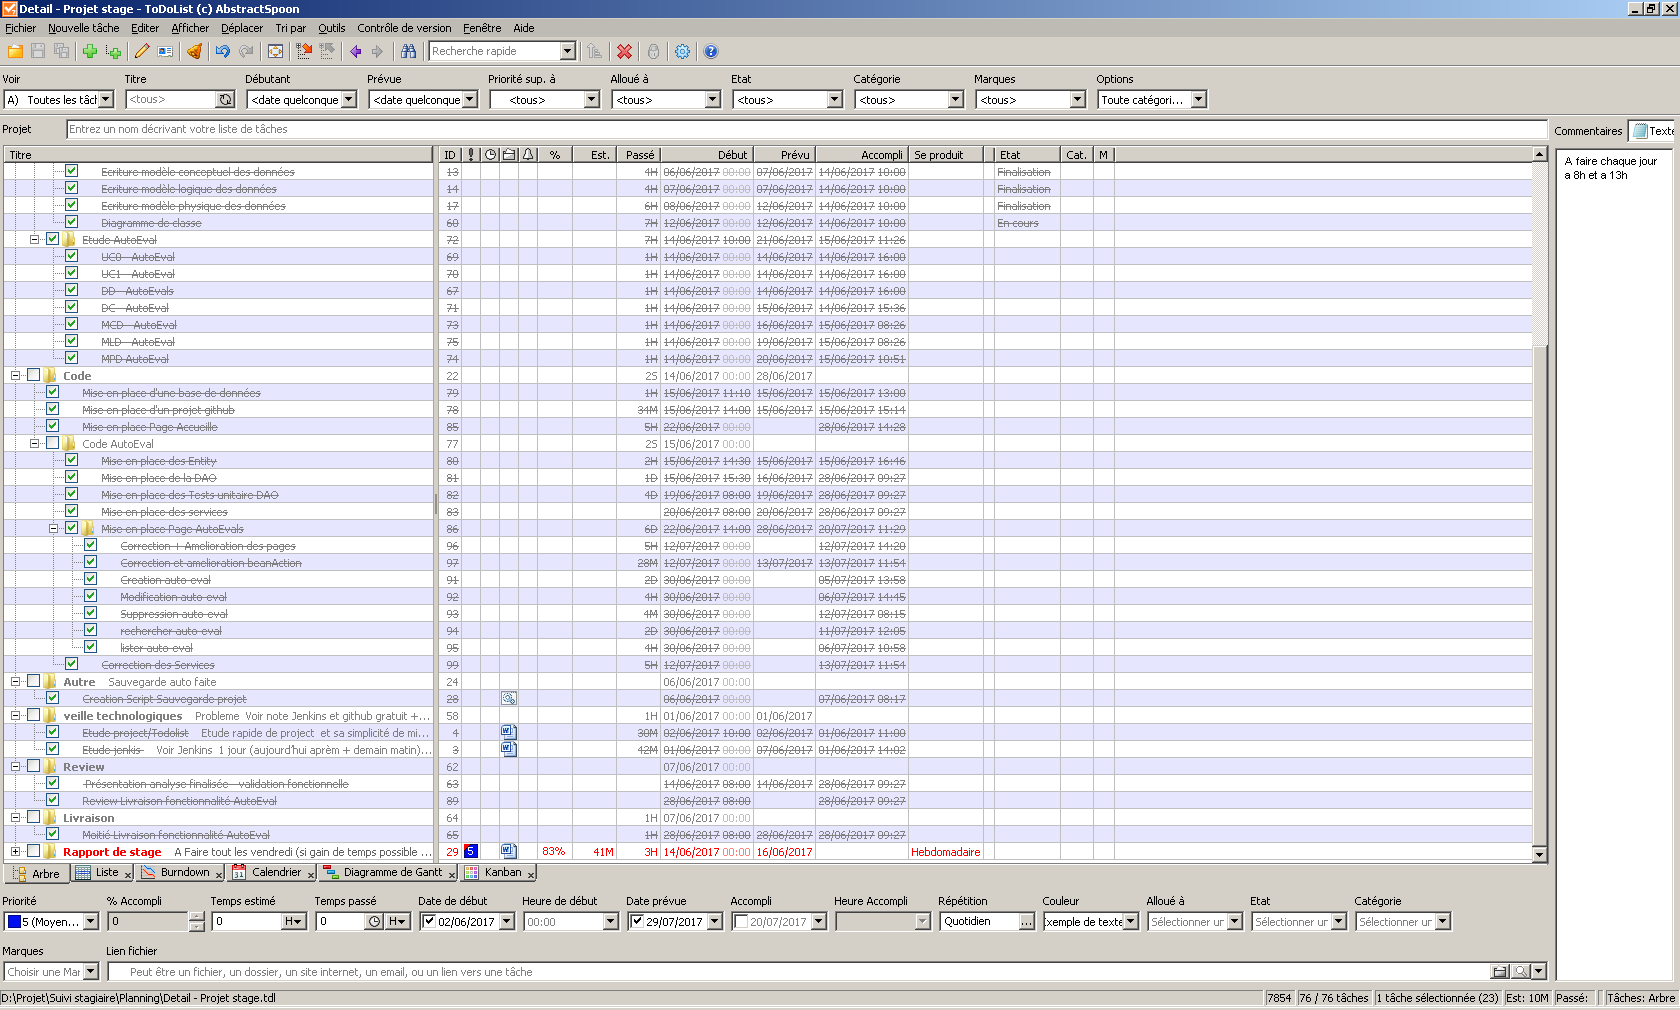 Detail - Projet stage - ToDoList (c) AbstractSpoon
Fichier Nouvelle tâche Editer Afficher Déplacer Tri par Outils Contrôle de version Fenêtre Aide
Recherche rapide
Voir Titre Débutant Prévue Priorité sup. à Alloué à Etat Catégorie Marques Options
A) Toutes les tâcl <tous> <date quelconque <date quelconque <tous> <tous> <tous> <tous> <tous> Toute catégori...
Projet Entrez un nom décrivant votre liste de tâches Commentaires Texte
Titre ID ! % Est. Passé Début Prévu Accompli Se produit Etat Cat. M
A faire chaque jour
a 8h et a 13h
Ecriture modèle conceptuel des données 13 4H 06/06/2017 00:00 07/06/2017 14/06/2017 10:00 Finalisation
Ecriture modèle logique des données 14 4H 07/06/2017 00:00 07/06/2017 14/06/2017 10:00 Finalisation
Ecriture modèle physique des données 17 6H 08/06/2017 00:00 12/06/2017 14/06/2017 10:00 Finalisation
Diagramme de classe 60 7H 12/06/2017 00:00 12/06/2017 14/06/2017 10:00 En cours
Etude AutoEval 72 7H 14/06/2017 10:00 21/06/2017 15/06/2017 11:26
UC0 - AutoEval 69 1H 14/06/2017 00:00 14/06/2017 14/06/2017 16:00
UC1 - AutoEval 70 1H 14/06/2017 00:00 14/06/2017 14/06/2017 16:00
DD - AutoEvals 67 1H 14/06/2017 00:00 14/06/2017 14/06/2017 16:00
DC - AutoEval 71 1H 14/06/2017 00:00 15/06/2017 14/06/2017 15:36
MCD - AutoEval 73 1H 14/06/2017 00:00 16/06/2017 15/06/2017 08:26
MLD - AutoEval 75 1H 14/06/2017 00:00 19/06/2017 15/06/2017 08:26
MPD AutoEval 74 1H 14/06/2017 00:00 20/06/2017 15/06/2017 10:51
Code 22 2S 14/06/2017 00:00 28/06/2017
Mise en place d'une base de données 79 1H 15/06/2017 11:10 15/06/2017 15/06/2017 13:00
Mise en place d'un projet github 78 34M 15/06/2017 14:00 15/06/2017 15/06/2017 15:14
Mise en place Page Accueille 85 5H 22/06/2017 00:00 28/06/2017 14:28
Code AutoEval 77 2S 15/06/2017 00:00
Mise en place des Entity 80 2H 15/06/2017 14:30 15/06/2017 15/06/2017 16:46
Mise en place de la DAO 81 1D 15/06/2017 15:30 16/06/2017 28/06/2017 09:27
Mise en place des Tests unitaire DAO 82 4D 19/06/2017 08:00 19/06/2017 28/06/2017 09:27
Mise en place des services 83 20/06/2017 08:00 20/06/2017 28/06/2017 09:27
Mise en place Page AutoEvals 86 6D 22/06/2017 14:00 28/06/2017 20/07/2017 11:29
Correction + Amelioration des pages 96 5H 12/07/2017 00:00 12/07/2017 14:20
Correction et amelioration beanAction 97 28M 12/07/2017 00:00 13/07/2017 13/07/2017 11:54
Creation auto eval 91 2D 30/06/2017 00:00 05/07/2017 13:58
Modification auto eval 92 4H 30/06/2017 00:00 06/07/2017 14:45
Suppression auto eval 93 4M 30/06/2017 00:00 12/07/2017 08:15
rechercher auto eval 94 2D 30/06/2017 00:00 11/07/2017 12:05
lister auto eval 95 4H 30/06/2017 00:00 06/07/2017 10:58
Correction des Services 99 5H 12/07/2017 00:00 13/07/2017 11:54
Autre Sauvegarde auto faite 24 06/06/2017 00:00
Creation Script Sauvegarde projet 28 06/06/2017 00:00 07/06/2017 08:17
veille technologiques Probleme Voir note Jenkins et github gratuit +... 58 1H 01/06/2017 00:00 01/06/2017
Etude project/Todolist Etude rapide de project et sa simplicité de mi... 4 30M 02/06/2017 10:00 02/06/2017 01/06/2017 11:00
Etude jenkis Voir Jenkins 1 jour (aujourd'hui aprèm + demain matin)... 3 42M 01/06/2017 00:00 07/06/2017 01/06/2017 14:02
Review 62 07/06/2017 00:00
Présentation analyse finalisée - validation fonctionnelle 63 14/06/2017 08:00 14/06/2017 28/06/2017 09:27
Review Livraison fonctionnalité AutoEval 89 28/06/2017 08:00 28/06/2017 09:27
Livraison 64 1H 07/06/2017 00:00
Moitié Livraison fonctionnalité AutoEval 65 1H 28/06/2017 08:00 28/06/2017 28/06/2017 09:27
Rapport de stage A Faire tout les vendredi (si gain de temps possible ... 29 5 83% 41M 3H 14/06/2017 00:00 16/06/2017 Hebdomadaire
Arbre Liste Burndown Calendrier Diagramme de Gantt Kanban
Priorité % Accompli Temps estimé Temps passé Date de début Heure de début Date prévue Accompli Heure Accompli Répétition Couleur Alloué à Etat Catégorie
5 (Moyen... 0 0 H 0 H 02/06/2017 00:00 29/07/2017 20/07/2017 Quotidien ... xemple de texte Sélectionner ur Sélectionner ur Sélectionner ur
Marques Lien fichier
Choisir une Mar Peut être un fichier, un dossier, un site internet, un email, ou un lien vers une tâche
D:\Projet\Suivi stagiaire\Planning\Detail - Projet stage.tdl 7854 76 / 76 tâches 1 tâche sélectionnée (23) Est: 10M Passé: Tâches: Arbre